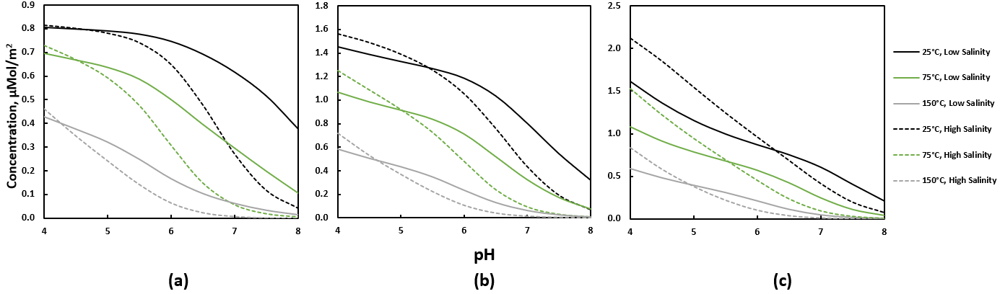 0.9
0.8
0.7
0.6
0.5
0.4
0.3
0.2
0.1
0.0
Concentration, µMol/m²
4 5 6 7 8
(a)
1.8
1.6
1.4
1.2
1.0
0.8
0.6
0.4
0.2
0.0
4 5 6 7 8
pH
(b)
2.5
2.0
1.5
1.0
0.5
0.0
4 5 6 7 8
(c)
25°C, Low Salinity
75°C, Low Salinity
150°C, Low Salinity
25°C, High Salinity
75°C, High Salinity
150°C, High Salinity